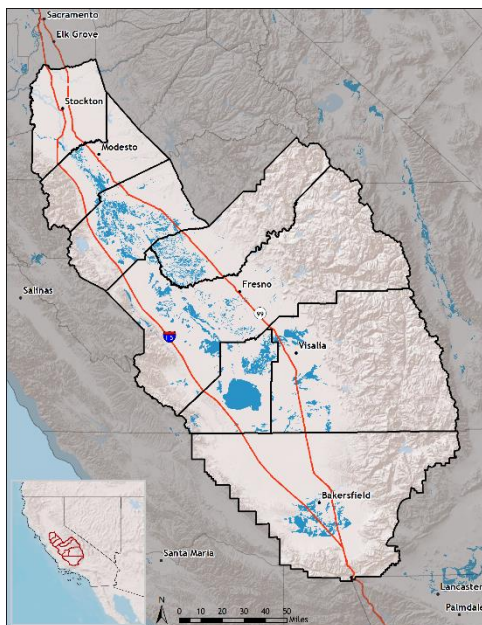 Sacramento
Elk Grove
Stockton
Modesto
Salinas
Fresno
99
I-5
Visalia
Bakersfield
Santa Maria
Lancaster
Palmdale
N
0 10 20 30 40 50
Miles